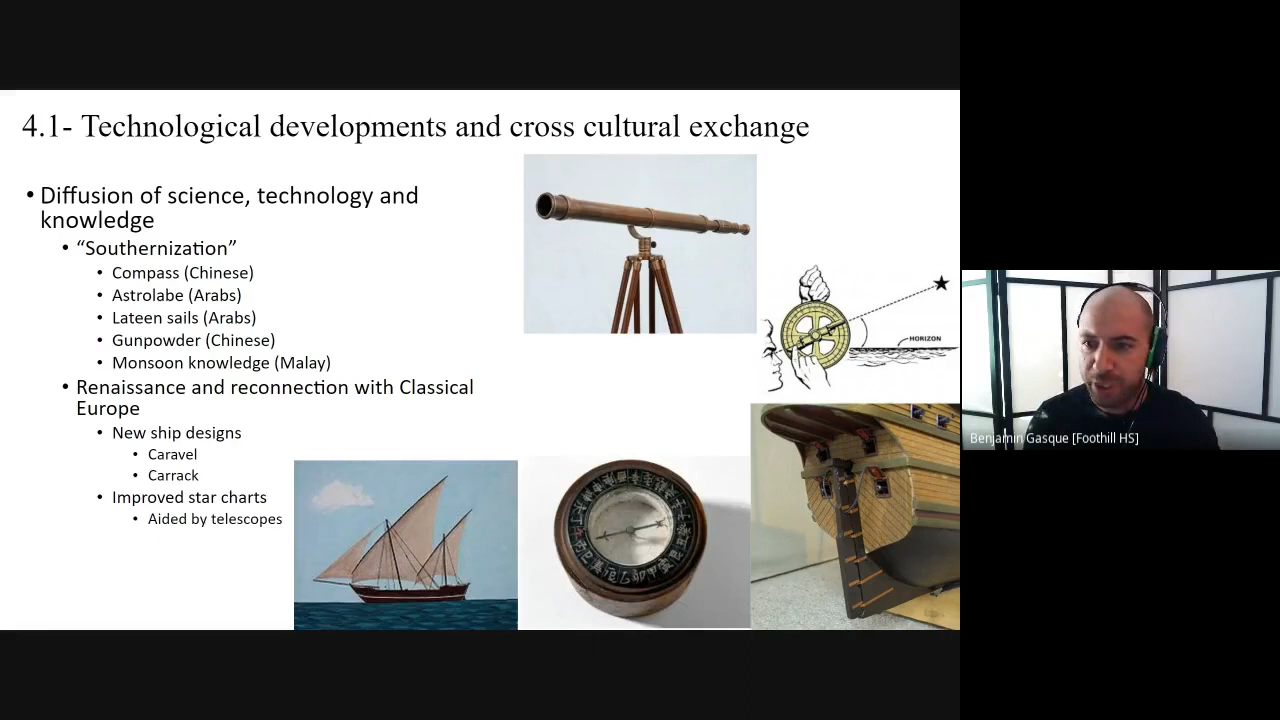 4.1- Technological developments and cross cultural exchange
• Diffusion of science, technology and
knowledge
• “Southernization”
• Compass (Chinese)
• Astrolabe (Arabs)
• Lateen sails (Arabs)
• Gunpowder (Chinese)
• Monsoon knowledge (Malay)
• Renaissance and reconnection with Classical
Europe
• New ship designs
• Caravel
• Carrack
• Improved star charts
• Aided by telescopes
HORIZON
Benjamin Gasque [Foothill HS]